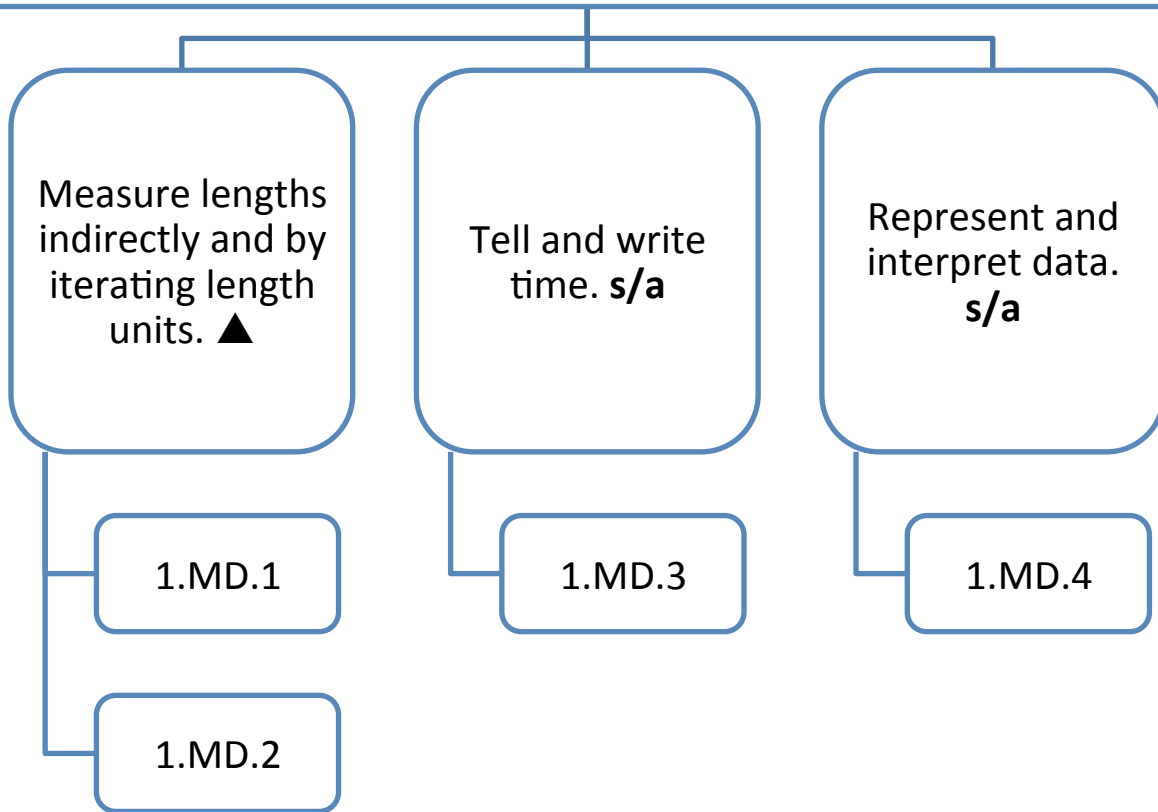 Measure lengths
indirectly and by
iterating length
units. ▲
Tell and write
time. s/a
Represent and
interpret data.
s/a
1.MD.1
1.MD.3
1.MD.4
1.MD.2